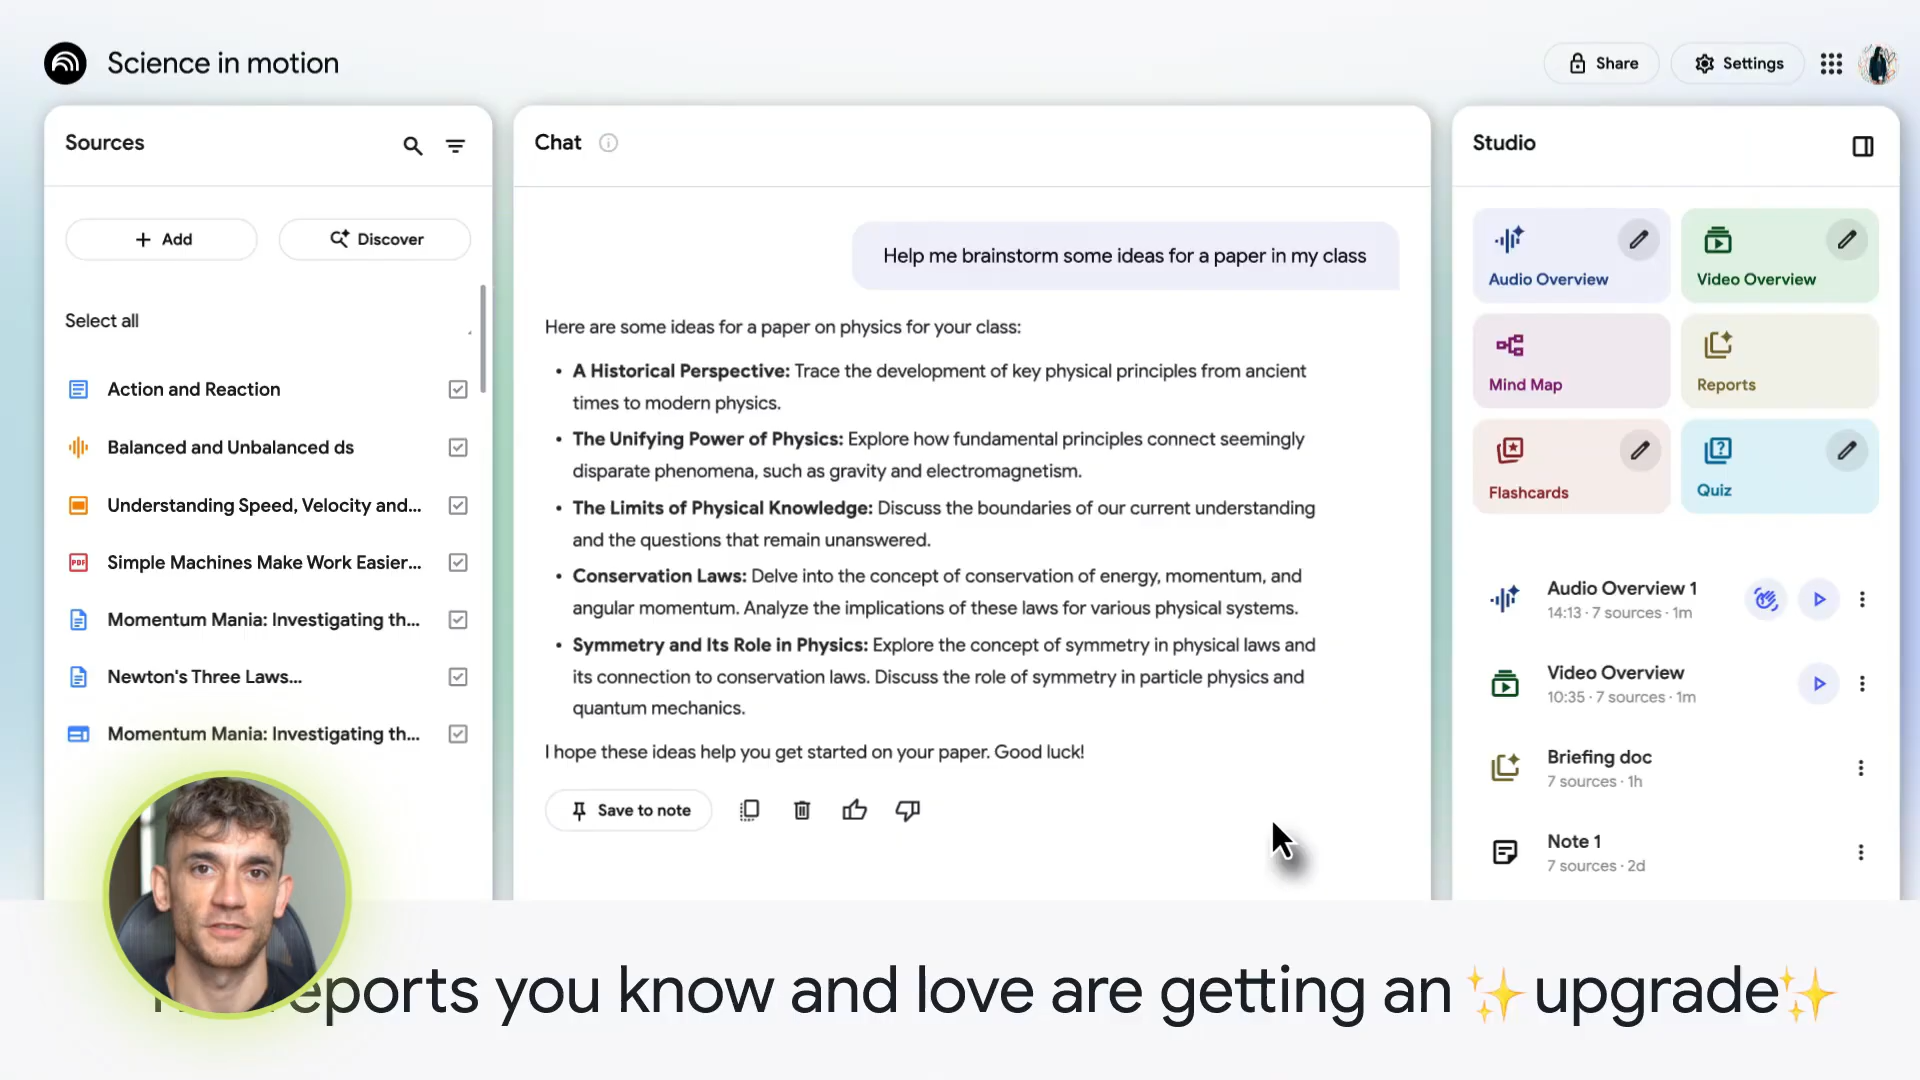 Science in motion
Share
Settings
Sources
Add
Discover
Select all
Action and Reaction
Balanced and Unbalanced ds
Understanding Speed, Velocity and...
PDF
Simple Machines Make Work Easier...
Momentum Mania: Investigating th...
Newton's Three Laws...
Momentum Mania: Investigating th...
Chat
Help me brainstorm some ideas for a paper in my class
Here are some ideas for a paper on physics for your class:
• A Historical Perspective: Trace the development of key physical principles from ancient
times to modern physics.
• The Unifying Power of Physics: Explore how fundamental principles connect seemingly
disparate phenomena, such as gravity and electromagnetism.
• The Limits of Physical Knowledge: Discuss the boundaries of our current understanding
and the questions that remain unanswered.
• Conservation Laws: Delve into the concept of conservation of energy, momentum, and
angular momentum. Analyze the implications of these laws for various physical systems.
• Symmetry and Its Role in Physics: Explore the concept of symmetry in physical laws and
its connection to conservation laws. Discuss the role of symmetry in particle physics and
quantum mechanics.
I hope these ideas help you get started on your paper. Good luck!
Save to note
Studio
Audio Overview
Video Overview
Mind Map
Reports
Flashcards
Quiz
Audio Overview 1
14:13 · 7 sources · 1m
Video Overview
10:35 · 7 sources · 1m
Briefing doc
7 sources · 1h
Note 1
7 sources · 2d
eports you know and love are getting an ✨upgrade✨